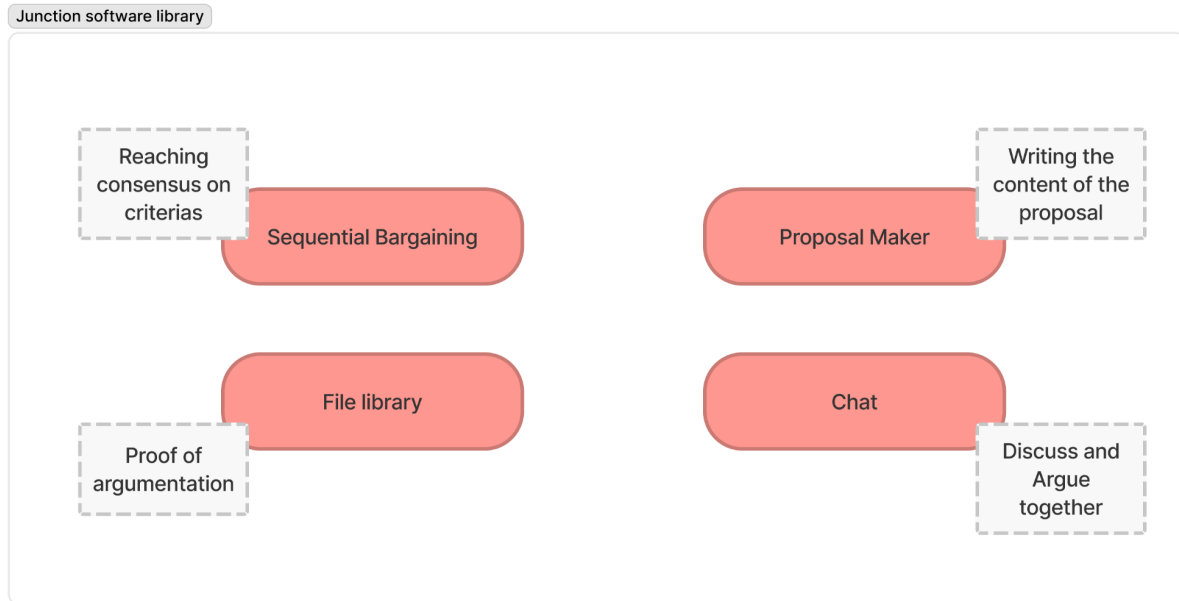 Junction software library
Reaching
consensus on
criterias
Sequential Bargaining
Writing the
content of the
proposal
Proposal Maker
File library
Proof of
argumentation
Chat
Discuss and
Argue
together